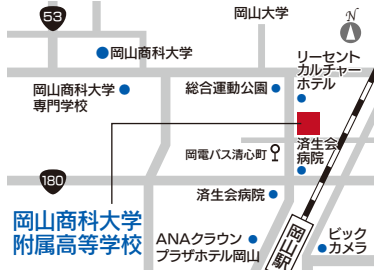 53
岡山大学
N
岡山商科大学
リーセント
カルチャー
ホテル
岡山商科大学
専門学校
総合運動公園
岡電バス清心町
済生会
病院
180
済生会病院
岡山商科大学
附属高等学校
ANAクラウン
プラザホテル岡山
岡山駅
ビック
カメラ